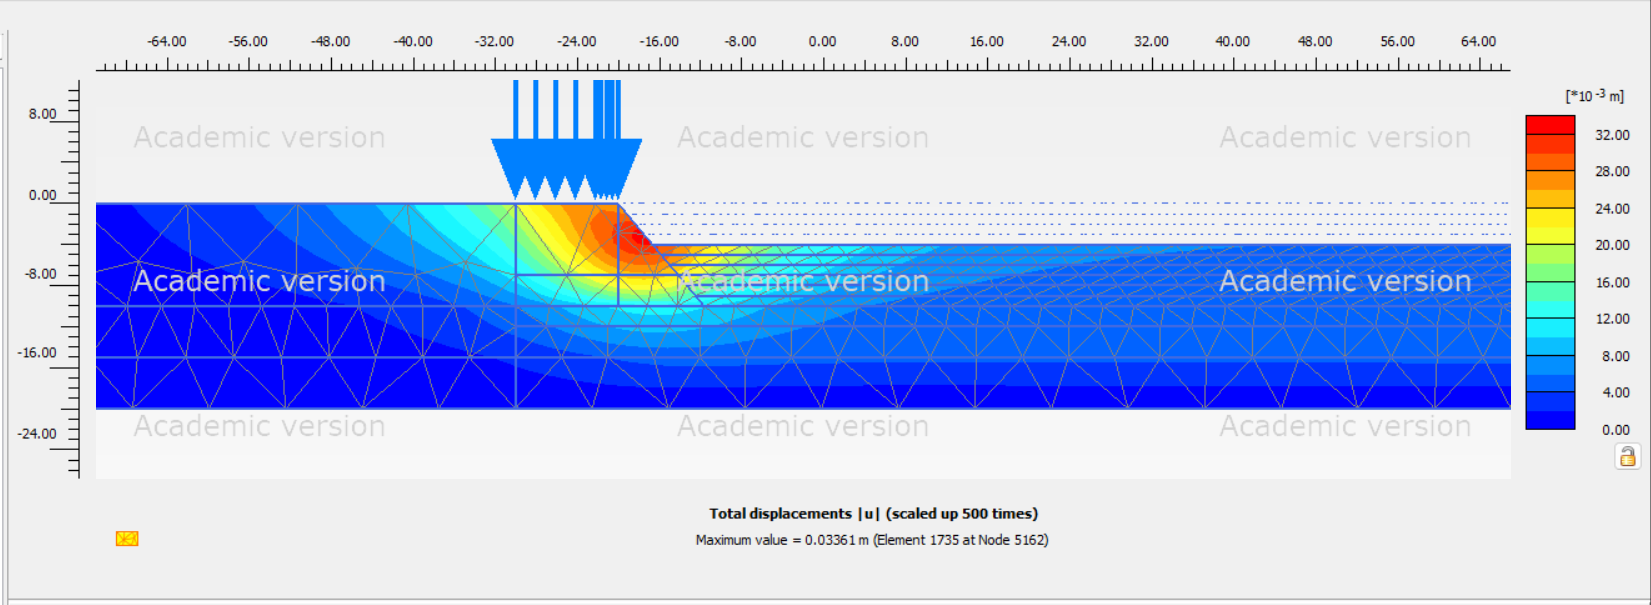 -64.00 -56.00 -48.00 -40.00 -32.00 -24.00 -16.00 -8.00 0.00 8.00 16.00 24.00 32.00 40.00 48.00 56.00 64.00
[*10 -3 m]
8.00
Academic version Academic version Academic version
32.00
28.00
0.00
24.00
20.00
-8.00
Academic version Academic version Academic version
16.00
12.00
-16.00
8.00
4.00
-24.00
Academic version Academic version Academic version
0.00
Total displacements |u| (scaled up 500 times)
Maximum value = 0.03361 m (Element 1735 at Node 5162)